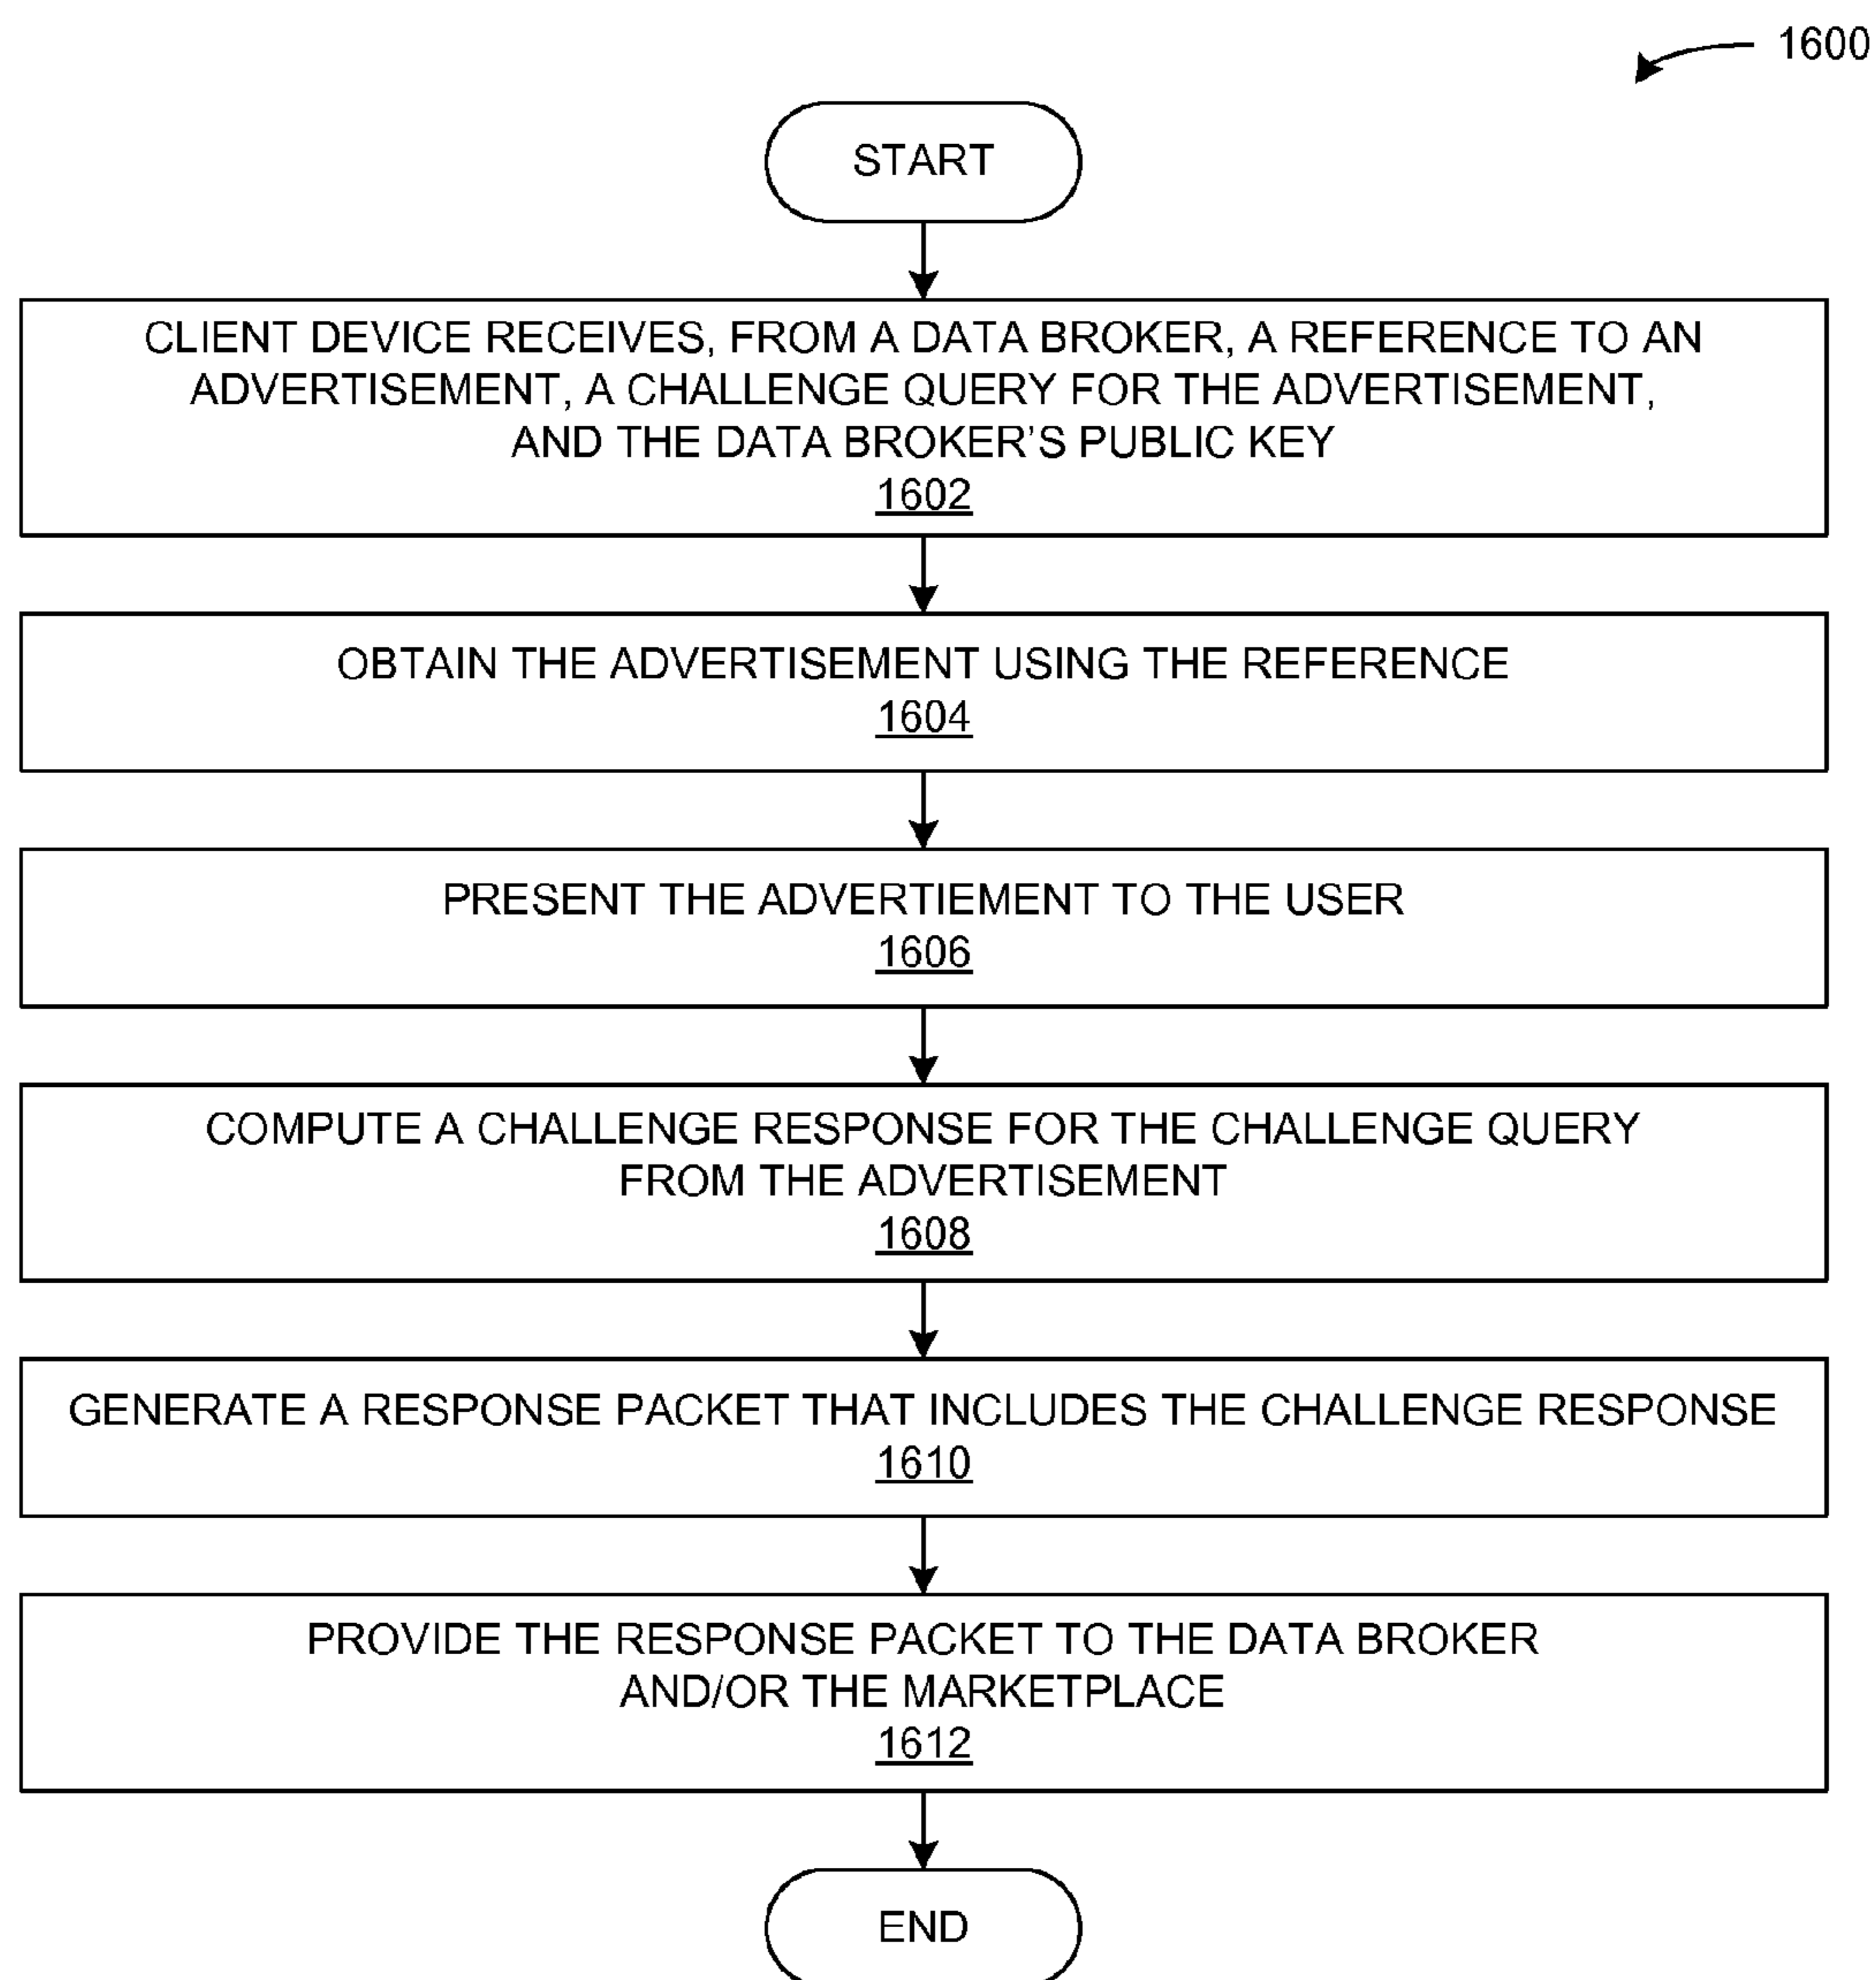 1600
START
CLIENT DEVICE RECEIVES, FROM A DATA BROKER, A REFERENCE TO AN
ADVERTISEMENT, A CHALLENGE QUERY FOR THE ADVERTISEMENT,
AND THE DATA BROKER'S PUBLIC KEY
1602
OBTAIN THE ADVERTISEMENT USING THE REFERENCE
1604
PRESENT THE ADVERTIEMENT TO THE USER
1606
COMPUTE A CHALLENGE RESPONSE FOR THE CHALLENGE QUERY
FROM THE ADVERTISEMENT
1608
GENERATE A RESPONSE PACKET THAT INCLUDES THE CHALLENGE RESPONSE
1610
PROVIDE THE RESPONSE PACKET TO THE DATA BROKER
AND/OR THE MARKETPLACE
1612
END